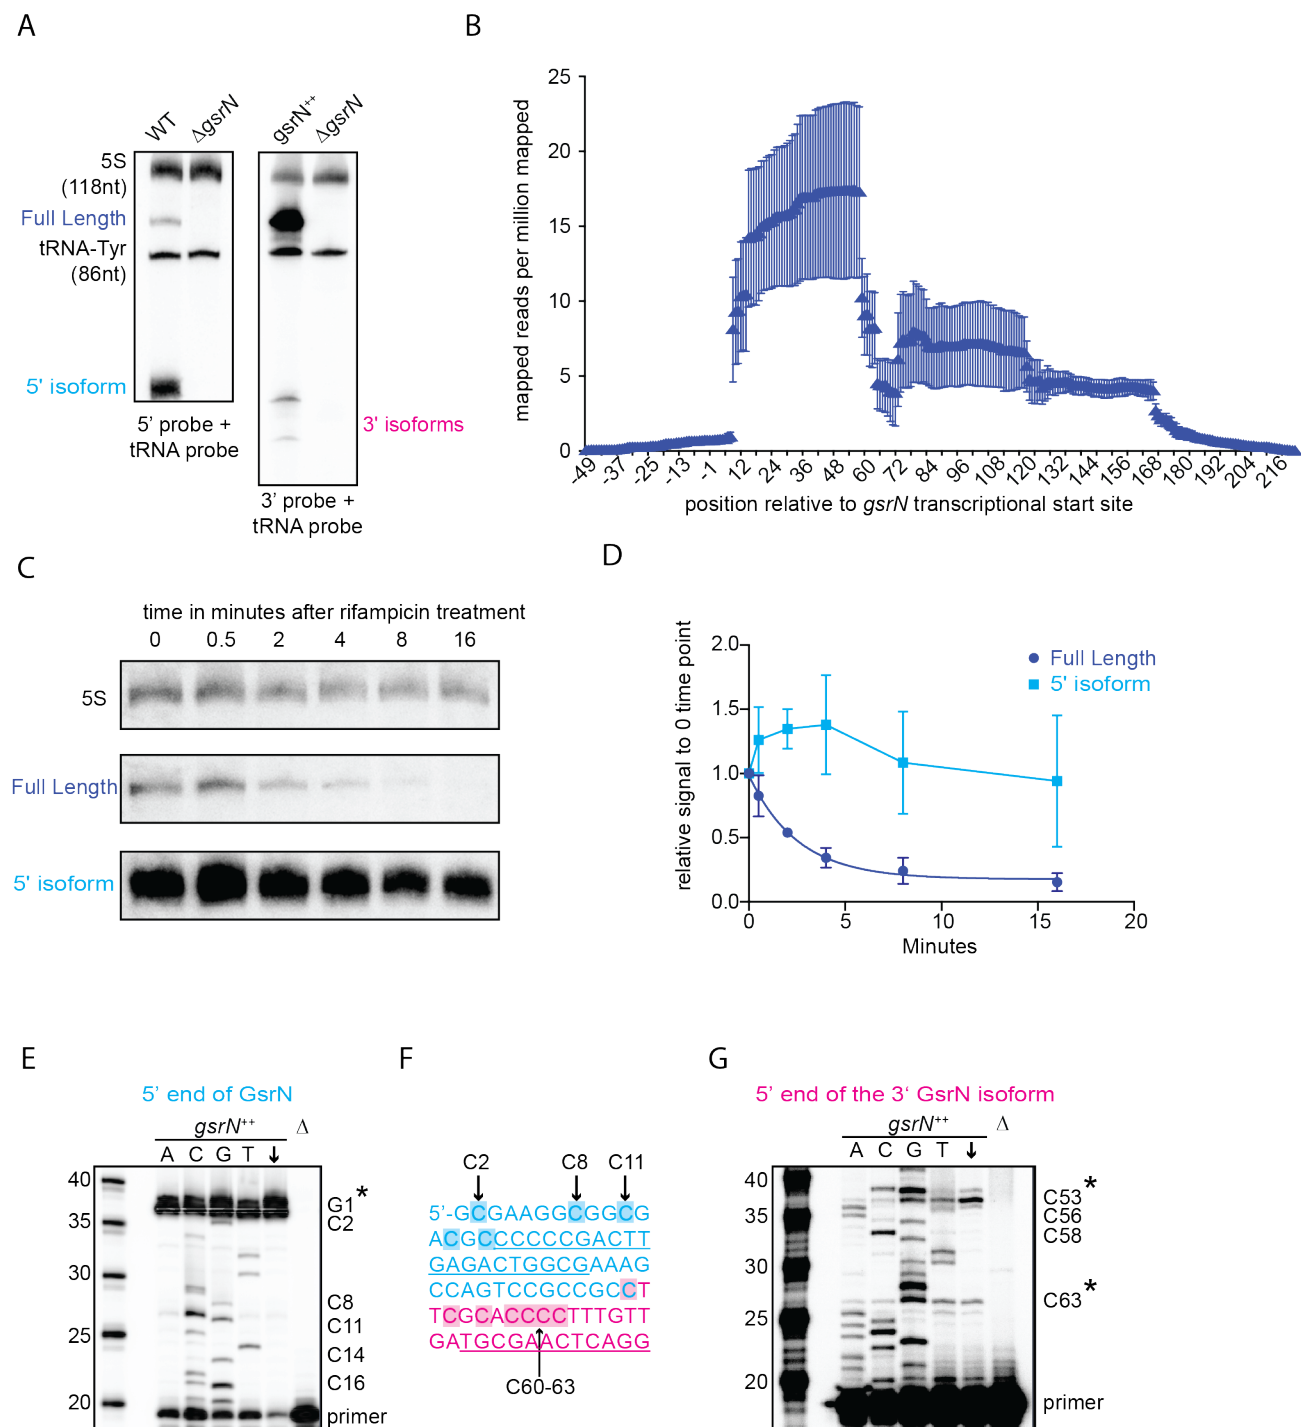 A
B
WT
ΔgsrN
gsrN++
ΔgsrN
5S
(118nt)
Full Length
tRNA-Tyr
(86nt)
5' isoform
5’ probe +
tRNA probe
3' isoforms
3’ probe +
tRNA probe
mapped reads per million mapped
25
20
15
10
5
0
-49 -37 -25 -13 -1 12 24 36 48 60 72 84 96 108 120 132 144 156 168 180 192 204 216
position relative to gsrN transcriptional start site
C
time in minutes after rifampicin treatment
0 0.5 2 4 8 16
5S
Full Length
5' isoform
D
relative signal to 0 time point
2.0
1.5
1.0
0.5
0.0
0 5 10 15 20
Minutes
Full Length
5' isoform
E
5’ end of GsrN
gsrN++ Δ
A C G T ↓
40
35
30
25
20
G1*
C2
C8
C11
C14
C16
primer
F
C2 C8 C11
5’-GCGAAGGCGGCG
ACGCCCCCCGACTT
GAGACTGGCGAAAG
CCAGTCCGCCGCCT
TCGCACCCCTTTGTT
GATGCGAACTCAGG
C60-63
G
5’ end of the 3‘ GsrN isoform
gsrN++ Δ
A C G T ↓
40
35
30
25
20
*
C53
C56
C58
*
C63
primer